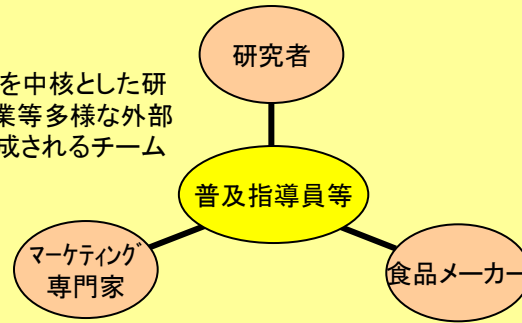 研究者
を中核とした研
業等多様な外部
成されるチーム
普及指導員等
マーケティング
専門家
食品メーカー